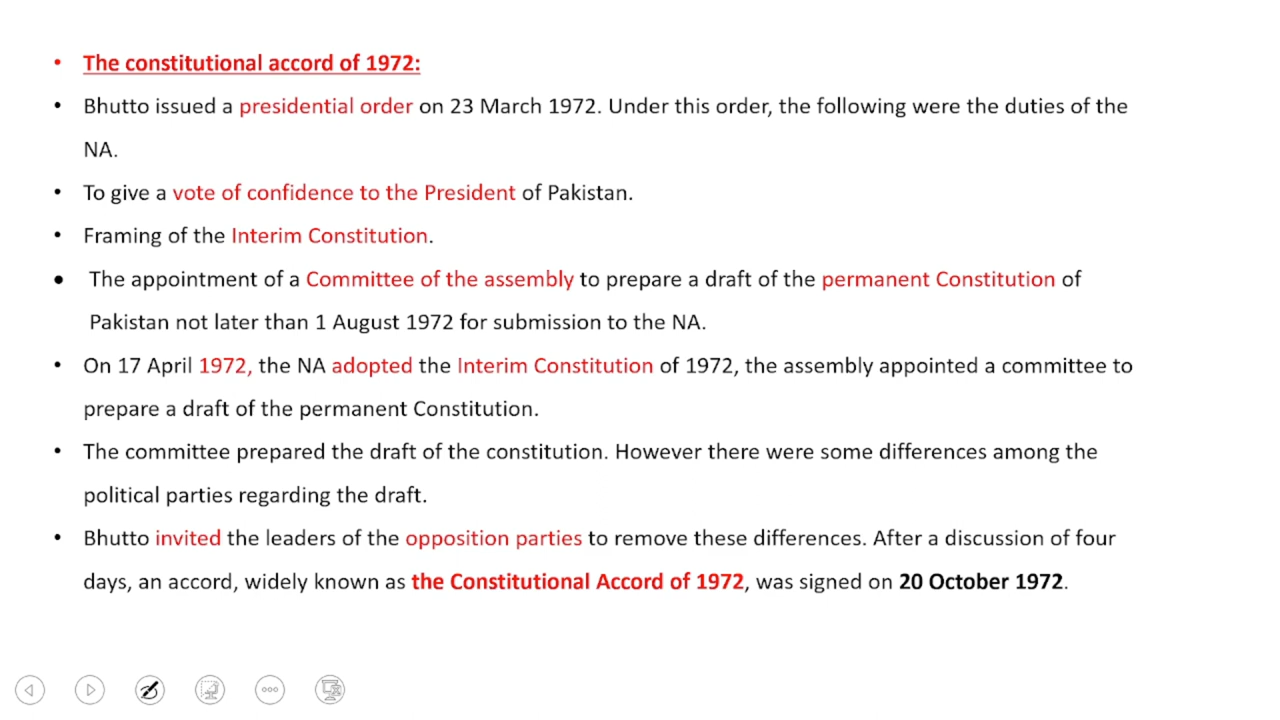 • The constitutional accord of 1972:
• Bhutto issued a presidential order on 23 March 1972. Under this order, the following were the duties of the
NA.
• To give a vote of confidence to the President of Pakistan.
• Framing of the Interim Constitution.
• The appointment of a Committee of the assembly to prepare a draft of the permanent Constitution of
Pakistan not later than 1 August 1972 for submission to the NA.
• On 17 April 1972, the NA adopted the Interim Constitution of 1972, the assembly appointed a committee to
prepare a draft of the permanent Constitution.
• The committee prepared the draft of the constitution. However there were some differences among the
political parties regarding the draft.
• Bhutto invited the leaders of the opposition parties to remove these differences. After a discussion of four
days, an accord, widely known as the Constitutional Accord of 1972, was signed on 20 October 1972.